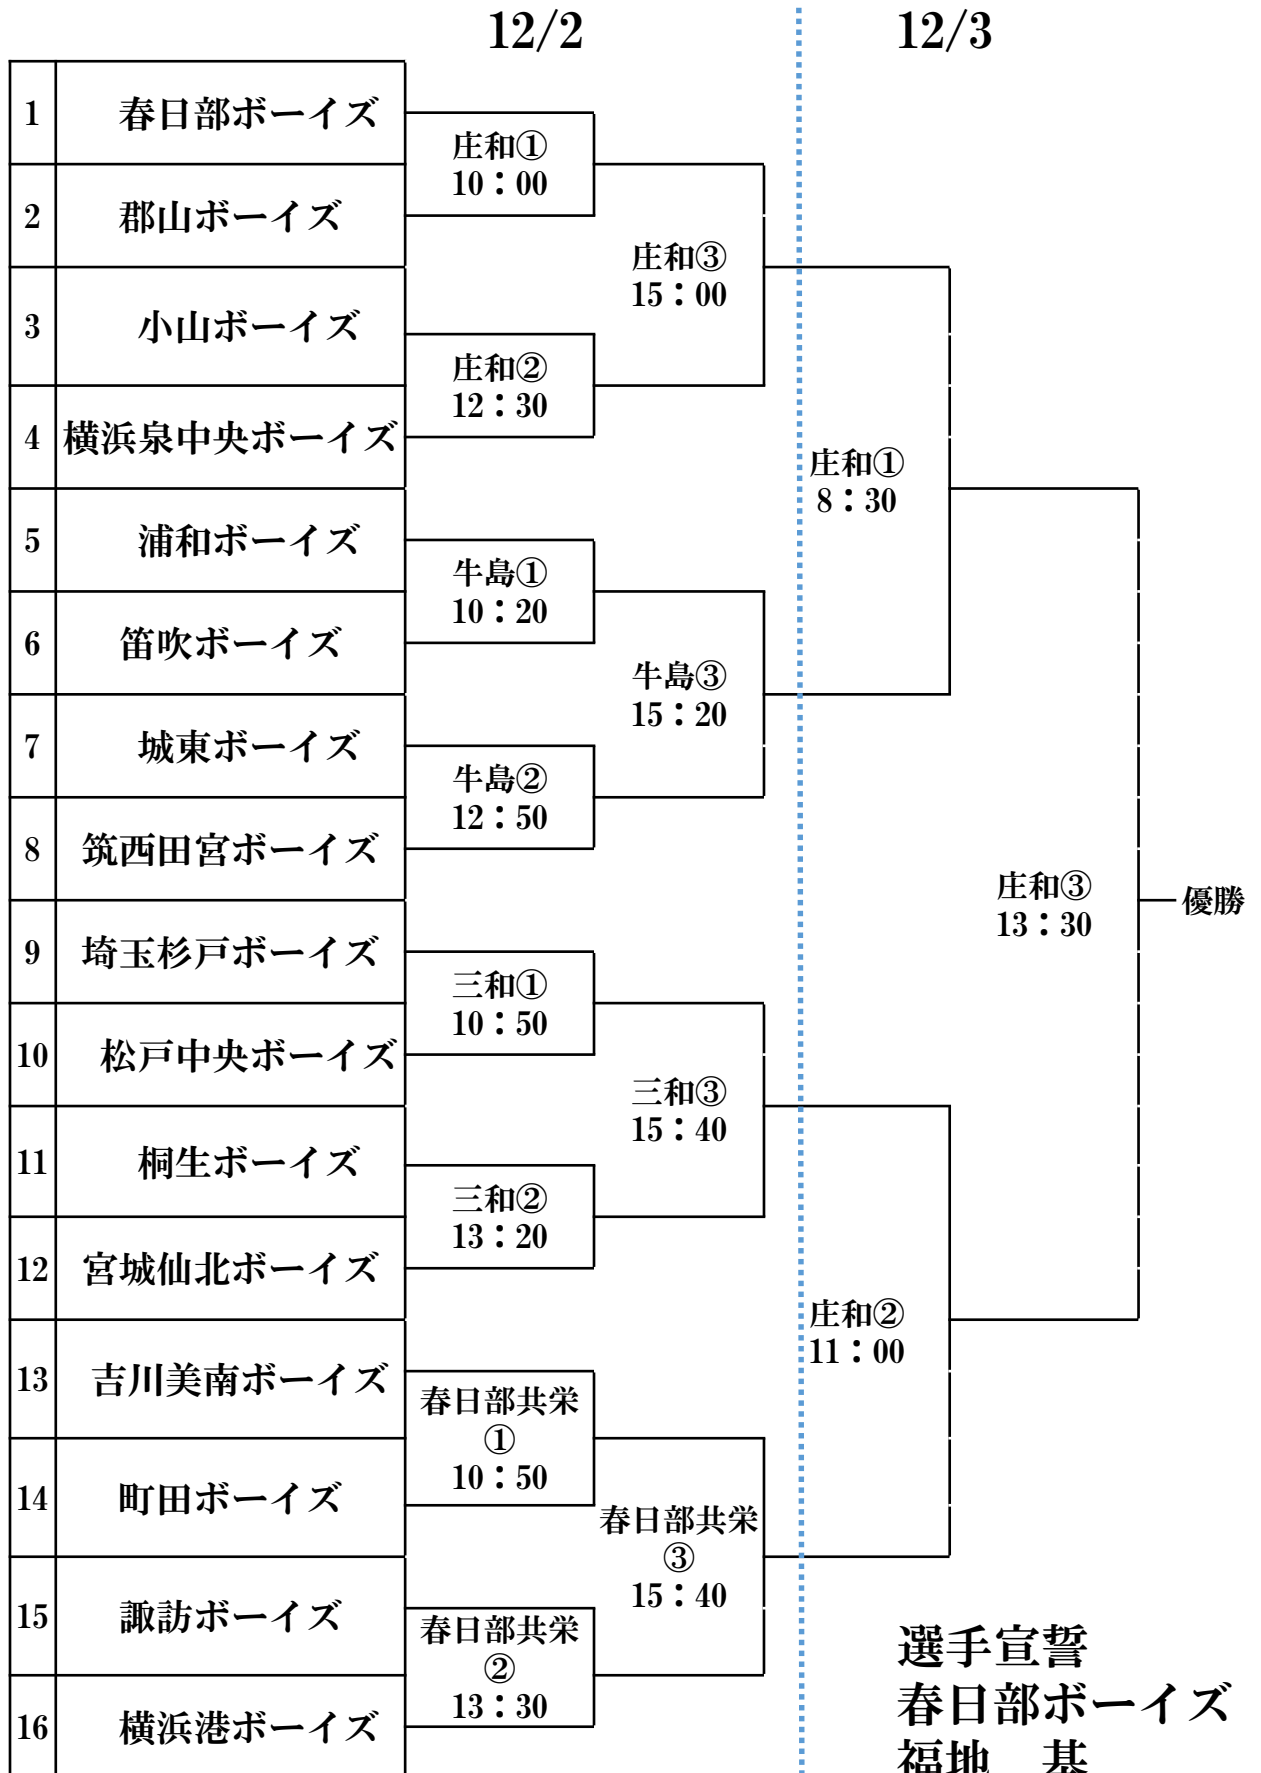 12/2
12/3
1 春日部ボーイズ
庄和①
10：00
2 郡山ボーイズ
庄和③
15：00
3 小山ボーイズ
庄和②
12：30
4 横浜泉中央ボーイズ
庄和①
8：30
5 浦和ボーイズ
牛島①
10：20
6 笛吹ボーイズ
牛島③
15：20
7 城東ボーイズ
牛島②
12：50
8 筑西田宮ボーイズ
庄和③
13：30
優勝
9 埼玉杉戸ボーイズ
三和①
10：50
10 松戸中央ボーイズ
三和③
15：40
11 桐生ボーイズ
三和②
13：20
12 宮城仙北ボーイズ
庄和②
11：00
13 吉川美南ボーイズ
春日部共栄
①
10：50
14 町田ボーイズ
春日部共栄
③
15：40
15 諏訪ボーイズ
春日部共栄
②
13：30
16 横浜港ボーイズ
選手宣誓
春日部ボーイズ
福地　基